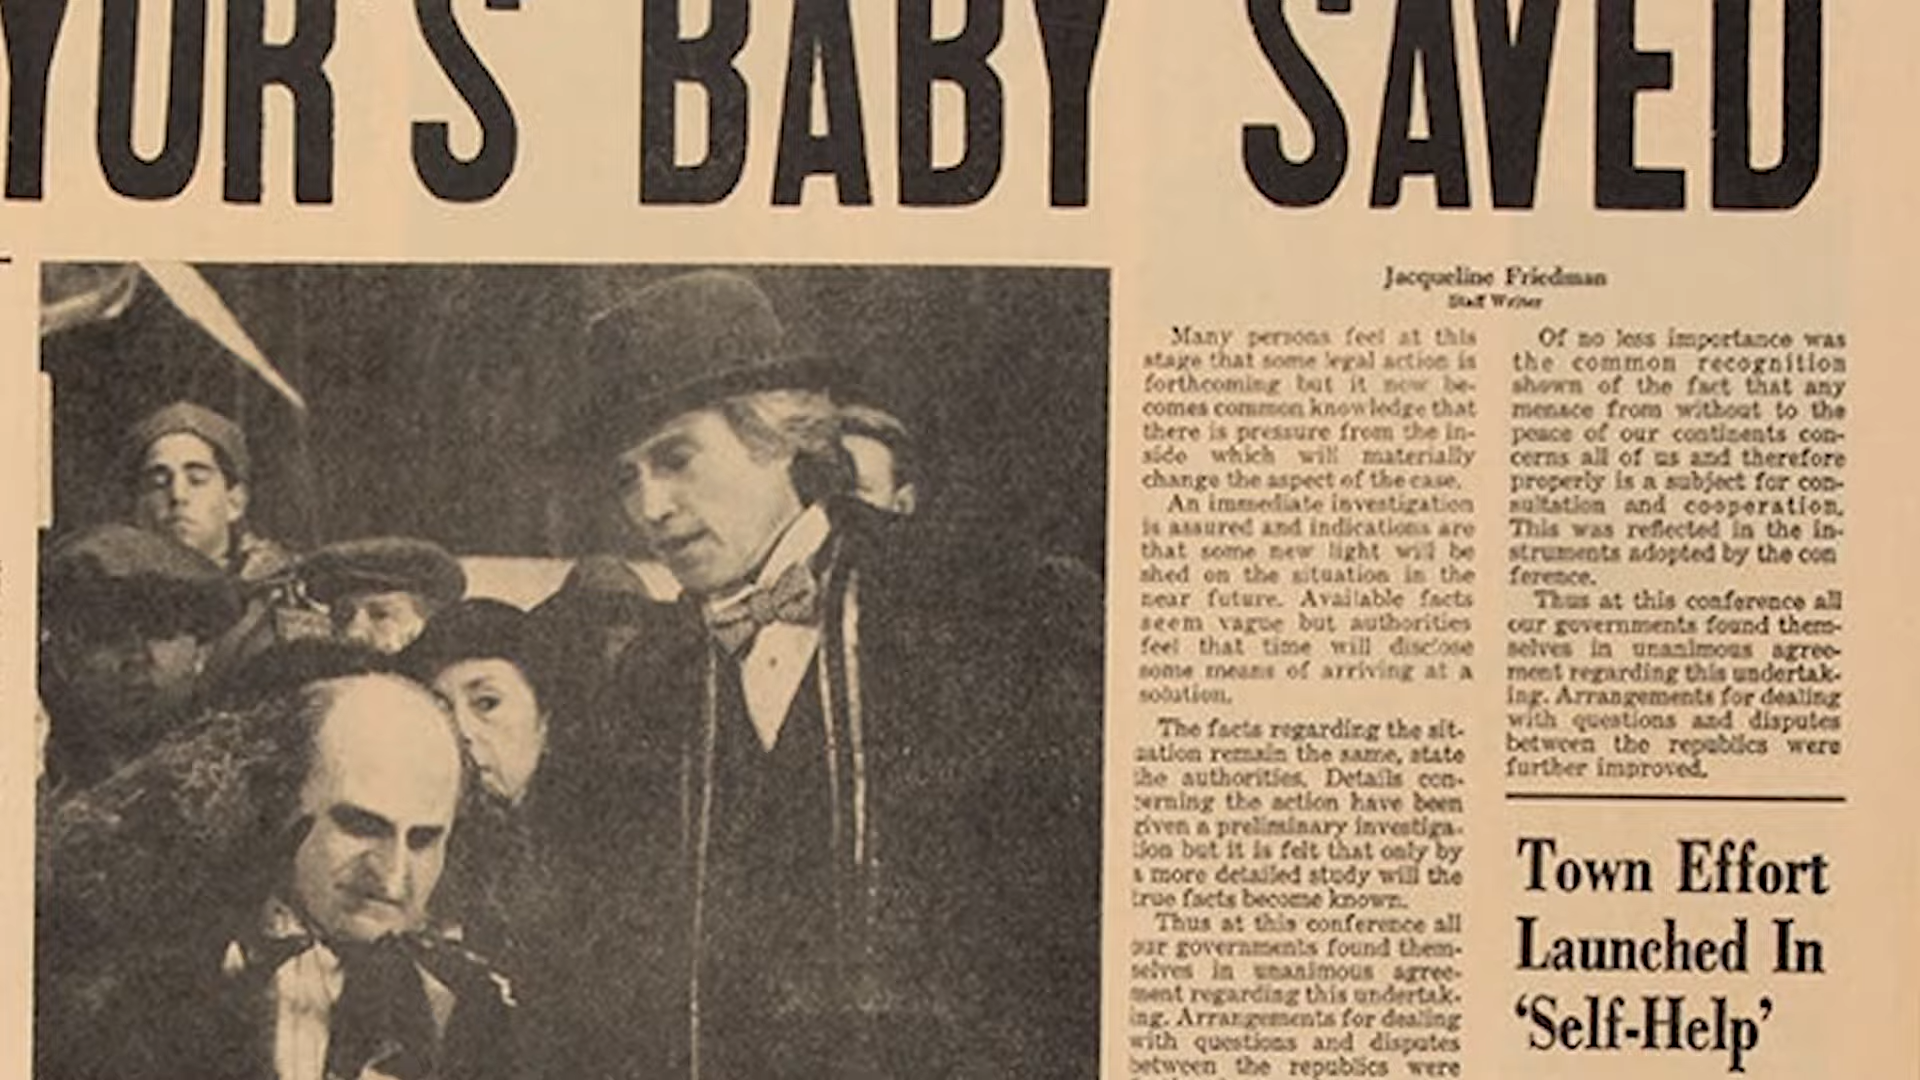 YOR'S BABY SAVED
Jacqueline Friedman
Staff Writer
Many persons feel at this
stage that some legal action is
forthcoming but it now be-
comes common knowledge that
there is pressure from the in-
side which will materially
change the aspect of the case.
An immediate investigation
is assured and indications are
that some new light will be
shed on the situation in the
near future. Available facts
seem vague but authorities
feel that time will disclose
some means of arriving at a
solution.
The facts regarding the sit-
uation remain the same, state
the authorities. Details con-
cerning the action have been
given a preliminary investiga-
tion but it is felt that only by
a more detailed study will the
true facts become known.
Thus at this conference all
our governments found them-
selves in unanimous agree-
ment regarding this undertak-
ing. Arrangements for dealing
with questions and disputes
between the republics were
Of no less importance was
the common recognition
shown of the fact that any
menace from without to the
peace of our continents con-
cerns all of us and therefore
properly is a subject for con-
sultation and cooperation.
This was reflected in the in-
struments adopted by the con
ference.
Thus at this conference all
our governments found them-
selves in unanimous agree-
ment regarding this undertak-
ing. Arrangements for dealing
with questions and disputes
between the republics were
further improved.
Town Effort
Launched In
‘Self-Help’